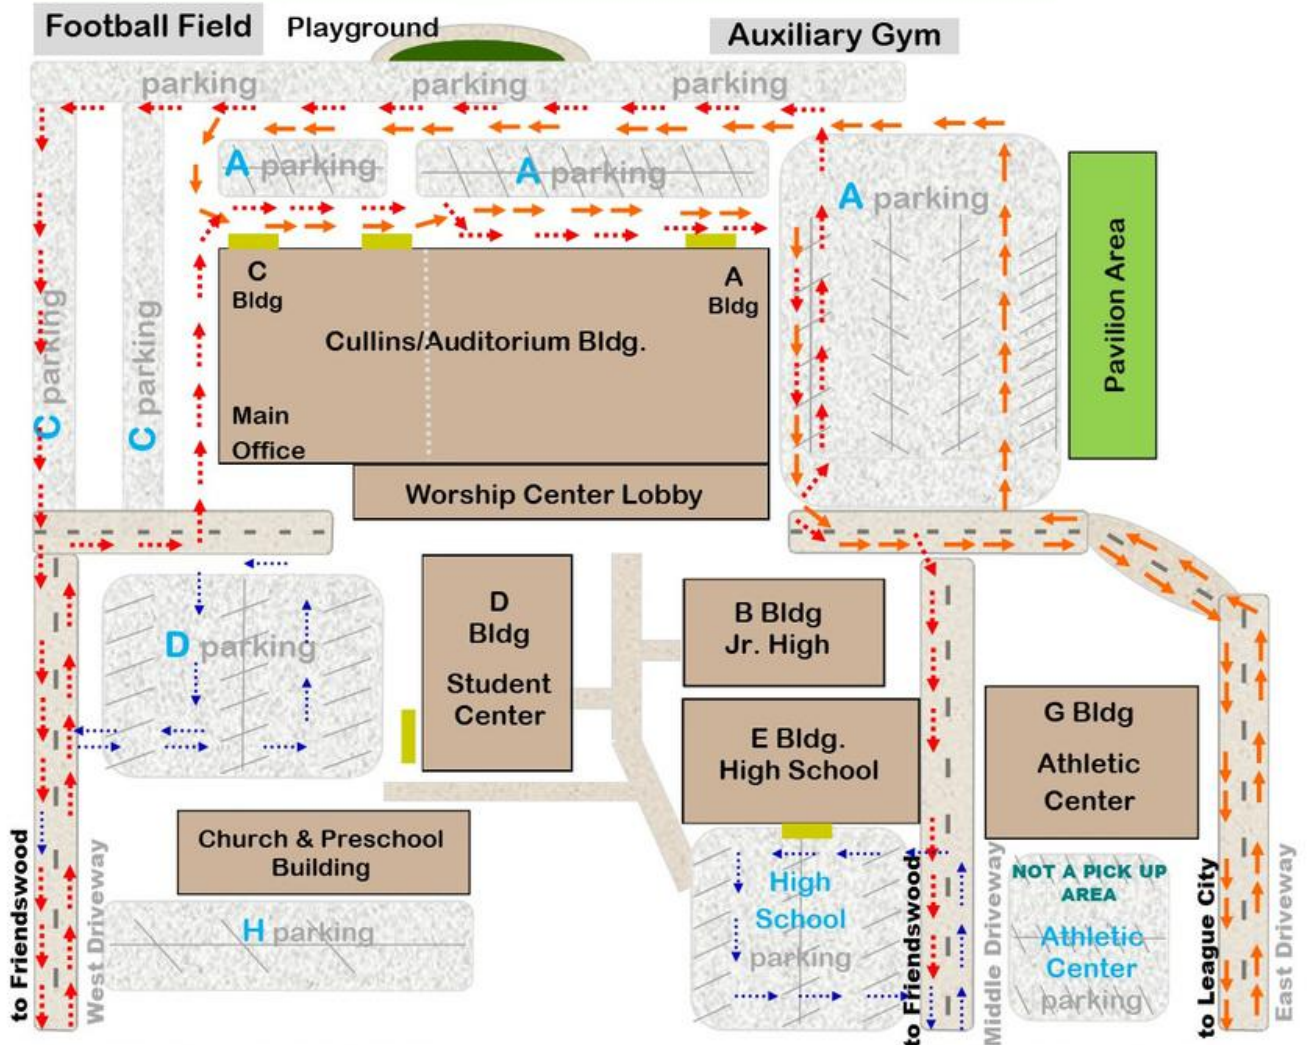 Football Field
Playground
Auxiliary Gym
parking
parking
parking
A parking
A parking
A parking
C
Bldg
A
Bldg
Cullins/Auditorium Bldg.
Pavilion Area
C parking
C parking
Main
Office
Worship Center Lobby
D
Bldg
Student
Center
B Bldg
Jr. High
D parking
E Bldg.
High School
G Bldg
Athletic
Center
Church & Preschool
Building
to Friendswood
West Driveway
H parking
High
School
parking
to Friendswood
Middle Driveway
NOT A PICK UP
AREA
Athletic
Center
parking
to League City
East Driveway